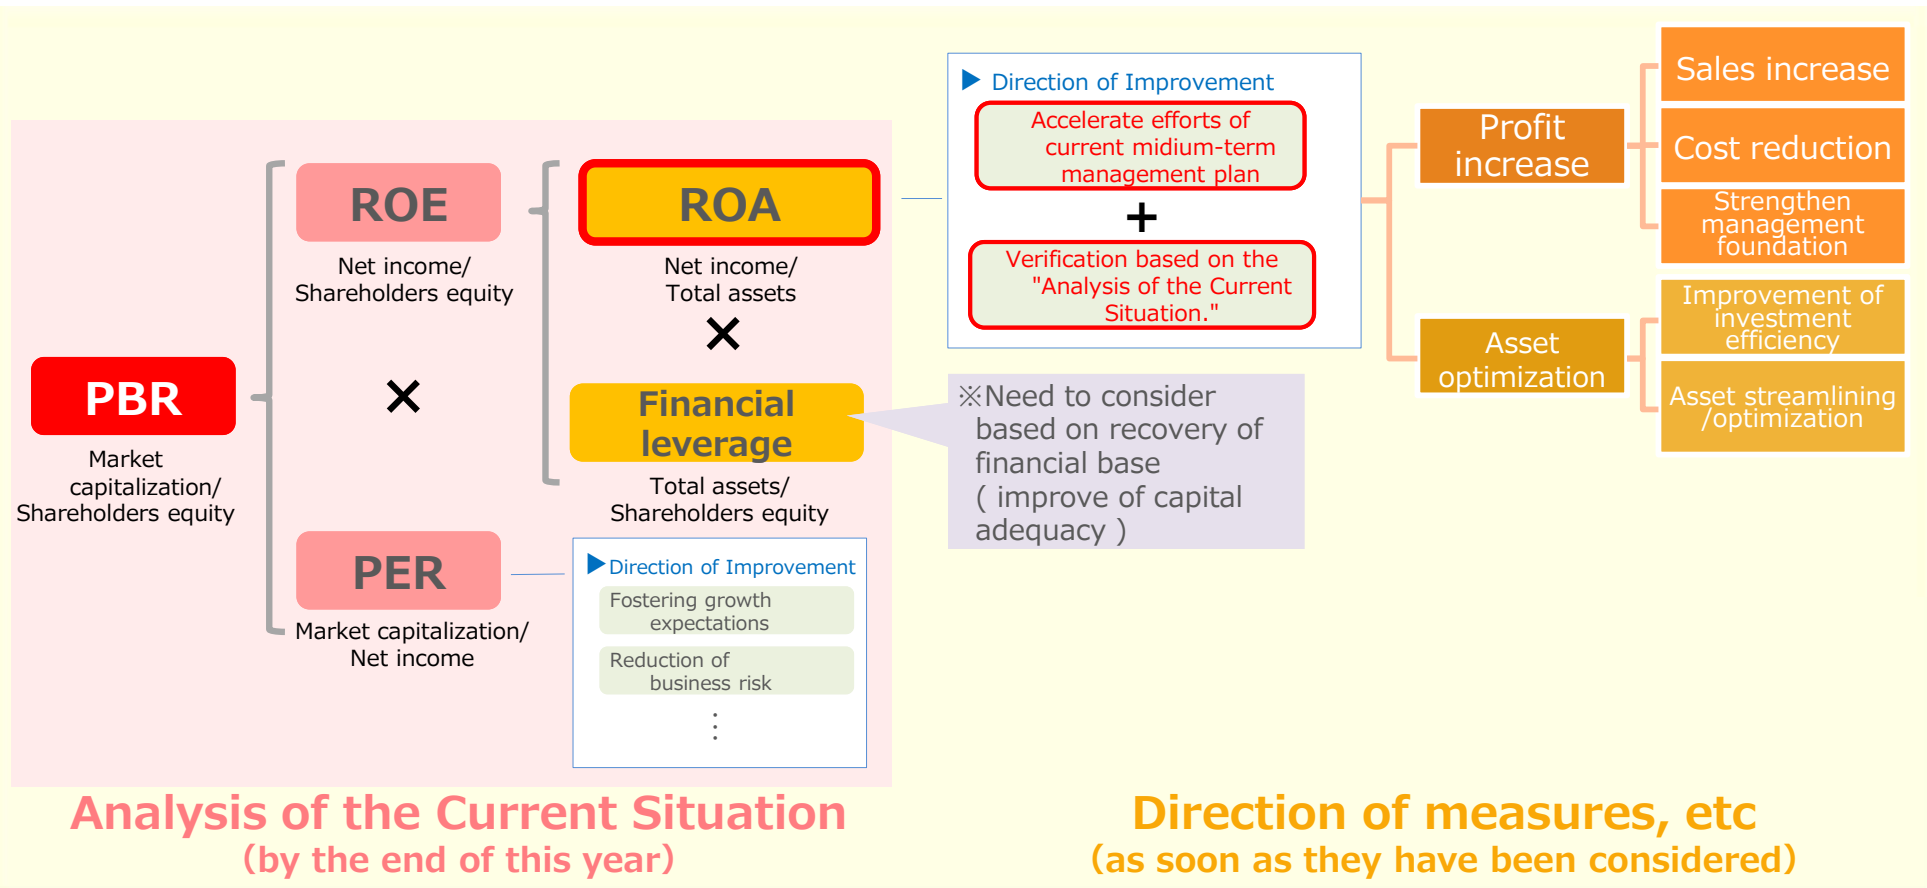 PBR
Market
capitalization/
Shareholders equity
ROE
Net income/
Shareholders equity
×
PER
Market capitalization/
Net income
ROA
Net income/
Total assets
×
Financial
leverage
Total assets/
Shareholders equity
▶Direction of Improvement
Fostering growth
expectations
Reduction of
business risk
⋮
Analysis of the Current Situation
(by the end of this year)
▶ Direction of Improvement
Accelerate efforts of
current midium-term
management plan
+
Verification based on the
"Analysis of the Current
Situation."
※Need to consider
based on recovery of
financial base
( improve of capital
adequacy )
Profit
increase
Sales increase
Cost reduction
Strengthen
management
foundation
Asset
optimization
Improvement of
investment
efficiency
Asset streamlining
/optimization
Direction of measures, etc
(as soon as they have been considered)